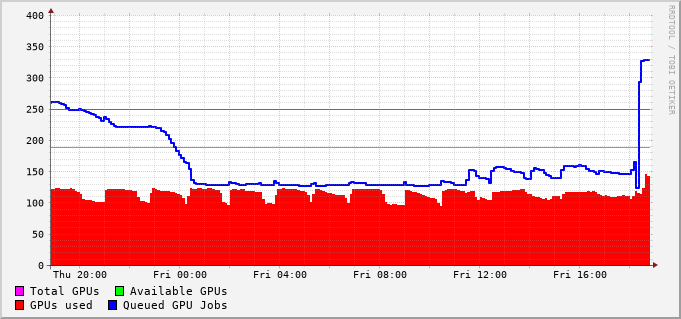 400
350
300
250
200
150
100
50
0
Thu 20:00 Fri 00:00 Fri 04:00 Fri 08:00 Fri 12:00 Fri 16:00
Total GPUs Available GPUs
GPUs used Queued GPU Jobs
RRDTOOL / TOBI OETIKER